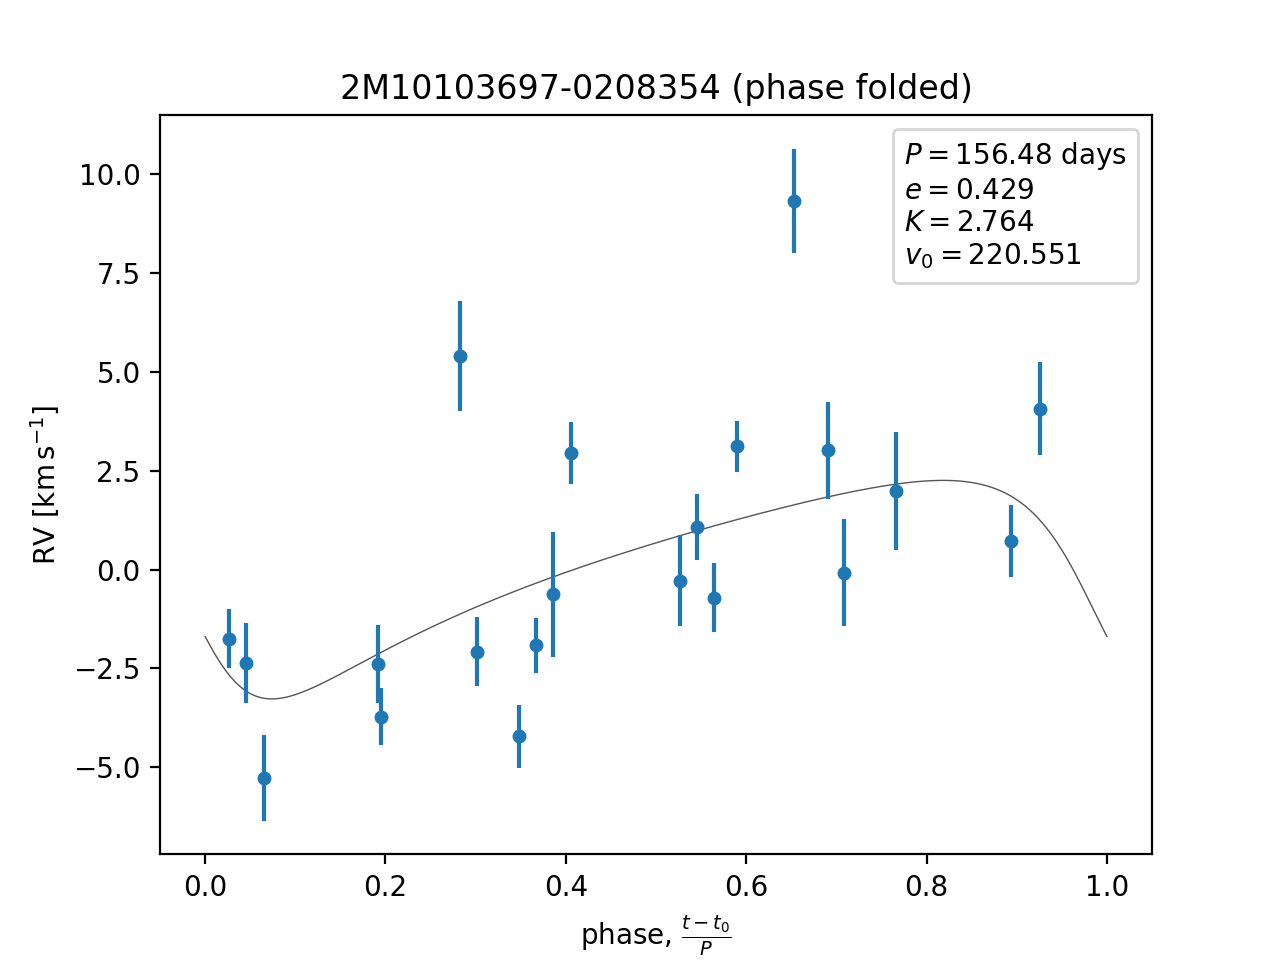 2M10103697-0208354 (phase folded)
P = 156.48 days
e = 0.429
K = 2.764
v₀ = 220.551
10.0
7.5
5.0
2.5
0.0
−2.5
−5.0
RV [km s⁻¹]
0.0 0.2 0.4 0.6 0.8 1.0
phase, (t − t₀)/P